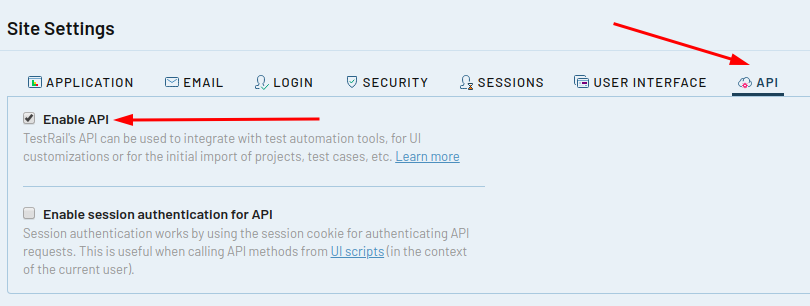 Site Settings
APPLICATION EMAIL LOGIN SECURITY SESSIONS USER INTERFACE API
Enable API
TestRail's API can be used to integrate with test automation tools, for UI
customizations or for the initial import of projects, test cases, etc. Learn more
Enable session authentication for API
Session authentication works by using the session cookie for authenticating API
requests. This is useful when calling API methods from UI scripts (in the context
of the current user).